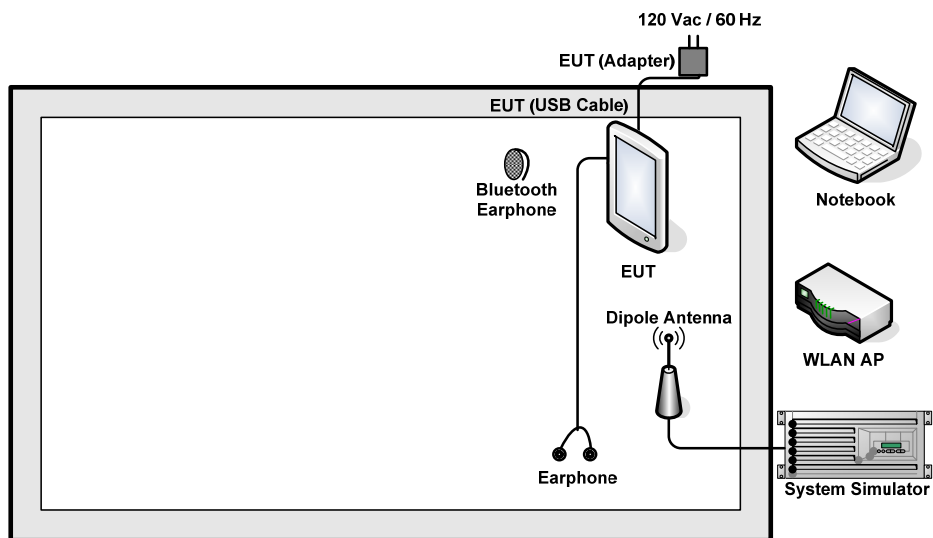 120 Vac / 60 Hz
EUT (Adapter)
EUT (USB Cable)
Bluetooth
Earphone
Notebook
EUT
Dipole Antenna
WLAN AP
Earphone
System Simulator